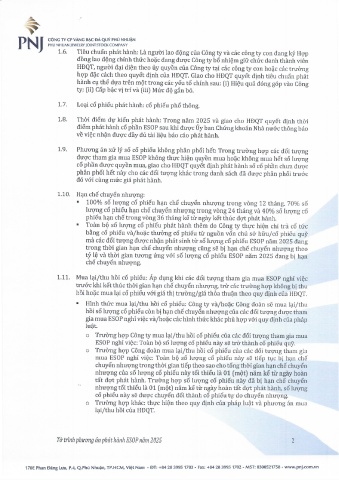 PNJ
CÔNG TY CP VÀNG BẠC ĐÁ QUÝ PHÚ NHUẬN
PHU NHUAN JEWELRY JOINT STOCK COMPANY
1.6. Tiêu chuẩn phát hành: Là người lao động của Công ty và các công con đang ký Hợp
đồng lao động chính thức hoặc đang được Công ty bổ nhiệm giữ chức danh thành viên
HĐQT, người đại diện theo ủy quyền của Công ty tại các công ty con hoặc các trường
hợp đặc cách theo quyết định của HĐQT. Giao cho HĐQT quyết định tiêu chuẩn phát
hành cụ thể dựa trên một trong các yếu tố chính sau: (i) Hiệu quả đóng góp vào Công
ty; (ii) Cấp bậc vị trí và (iii) Mức độ gắn bó.
1.7. Loại cổ phiếu phát hành: cổ phiếu phổ thông.
1.8. Thời điểm dự kiến phát hành: Trong năm 2025 và giao cho HĐQT quyết định thời
điểm phát hành cổ phần ESOP sau khi được Ủy ban Chứng khoán Nhà nước thông báo
về việc nhận được đầy đủ tài liệu báo cáo phát hành.
1.9. Phương án xử lý số cổ phiếu không phân phối hết: Trong trường hợp các đối tượng
được tham gia mua ESOP không thực hiện quyền mua hoặc không mua hết số lượng
cổ phần được quyền mua, giao cho HĐQT quyết định phát hành số cổ phần chưa được
phân phối hết này cho các đối tượng khác trong danh sách đã được phân phối trước
đó với cùng mức giá phát hành.
1.10. Hạn chế chuyển nhượng:
• 100% số lượng cổ phiếu hạn chế chuyển nhượng trong vòng 12 tháng, 70% số
lượng cổ phiếu hạn chế chuyển nhượng trong vòng 24 tháng và 40% số lượng cổ
phiếu hạn chế trong vòng 36 tháng kể từ ngày kết thúc đợt phát hành.
• Toàn bộ số lượng cổ phiếu phát hành thêm do Công ty thực hiện chi trả cổ tức
bằng cổ phiếu và/hoặc thưởng cổ phiếu từ nguồn vốn chủ sở hữu/cổ phiếu quỹ
mà các đối tượng được nhận phát sinh từ số lượng cổ phiếu ESOP năm 2025 đang
trong thời gian hạn chế chuyển nhượng cũng sẽ bị hạn chế chuyển nhượng theo
tỷ lệ và thời gian tương ứng với số lượng cổ phiếu ESOP năm 2025 đang bị hạn
chế chuyển nhượng.
1.11. Mua lại/thu hồi cổ phiếu: Áp dụng khi các đối tượng tham gia mua ESOP nghỉ việc
trước khi kết thúc thời gian hạn chế chuyển nhượng, trừ các trường hợp không bị thu
hồi hoặc mua lại cổ phiếu với giá thị trường/giá thỏa thuận theo quy định của HĐQT.
• Hình thức mua lại/thu hồi cổ phiếu: Công ty và/hoặc Công đoàn sẽ mua lại/thu
hồi số lượng cổ phiếu còn bị hạn chế chuyển nhượng của các đối tượng được tham
gia mua ESOP nghỉ việc và/hoặc các hình thức khác phù hợp với quy định của pháp
luật.
o Trường hợp Công ty mua lại/thu hồi cổ phiếu của các đối tượng tham gia mua
ESOP nghỉ việc: Toàn bộ số lượng cổ phiếu này sẽ trở thành cổ phiếu quỹ.
o Trường hợp Công đoàn mua lại/thu hồi cổ phiếu của các đối tượng tham gia
mua ESOP nghỉ việc: Toàn bộ số lượng cổ phiếu này sẽ tiếp tục bị hạn chế
chuyển nhượng trong thời gian tiếp theo sao cho tổng thời gian hạn chế chuyển
nhượng của số lượng cổ phiếu này tối thiểu là 01 (một) năm kể từ ngày hoàn
tất đợt phát hành. Trường hợp số lượng cổ phiếu này đã bị hạn chế chuyển
nhượng tối thiểu là 01 (một) năm kể từ ngày hoàn tất đợt phát hành, số lượng
cổ phiếu này sẽ được chuyển đổi thành cổ phiếu tự do chuyển nhượng.
o Trường hợp khác: thực hiện theo quy định của pháp luật và phương án mua
lại/thu hồi của HĐQT.
Tờ trình phương án phát hành ESOP năm 2025
2
170E Phan Đăng Lưu, P.4, Q.Phú Nhuận, TP.HCM, Việt Nam - ĐT: +84 28 3995 1703 - Fax: +84 28 3995 1702 - MST: 0300521758 - www.pnj.com.vn